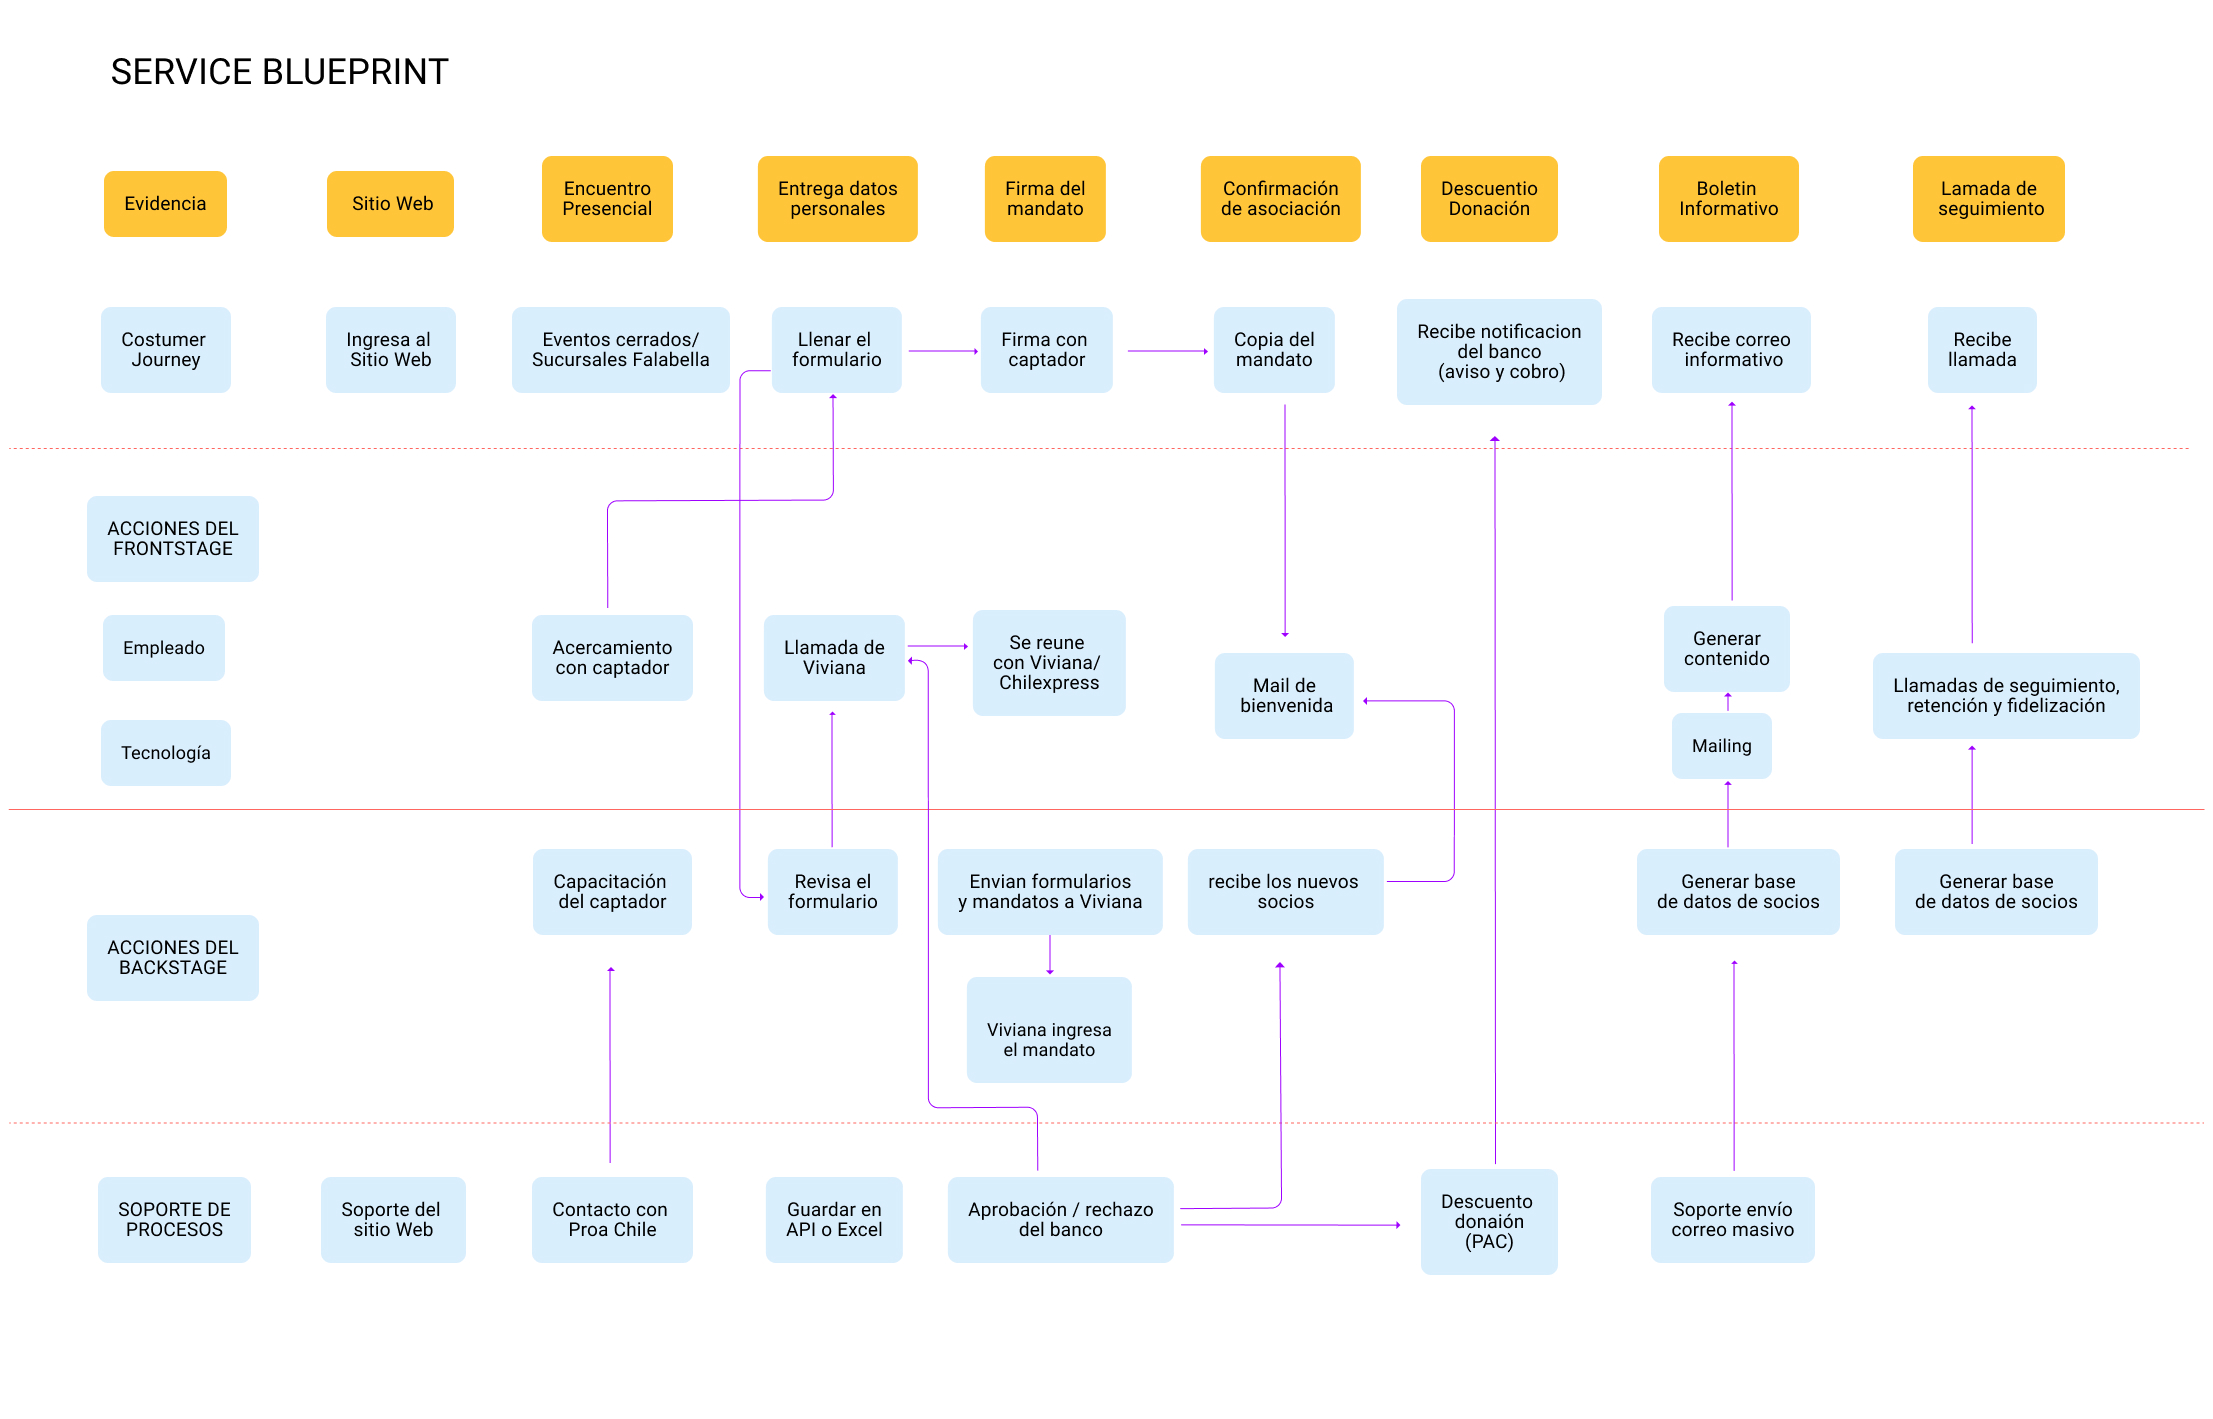 SERVICE BLUEPRINT
Evidencia
Sitio Web
Encuentro
Presencial
Entrega datos
personales
Firma del
mandato
Confirmación
de asociación
Descuentio
Donación
Boletin
Informativo
Lamada de
seguimiento
Costumer
Journey
Ingresa al
Sitio Web
Eventos cerrados/
Sucursales Falabella
Llenar el
formulario
Firma con
captador
Copia del
mandato
Recibe notificacion
del banco
(aviso y cobro)
Recibe correo
informativo
Recibe
llamada
ACCIONES DEL
FRONTSTAGE
Empleado
Acercamiento
con captador
Llamada de
Viviana
Se reune
con Viviana/
Chilexpress
Mail de
bienvenida
Generar
contenido
Llamadas de seguimiento,
retención y fidelización
Tecnología
Mailing
Capacitación
del captador
Revisa el
formulario
Envian formularios
y mandatos a Viviana
recibe los nuevos
socios
Generar base
de datos de socios
Generar base
de datos de socios
ACCIONES DEL
BACKSTAGE
Viviana ingresa
el mandato
SOPORTE DE
PROCESOS
Soporte del
sitio Web
Contacto con
Proa Chile
Guardar en
API o Excel
Aprobación / rechazo
del banco
Descuento
donaión
(PAC)
Soporte envío
correo masivo